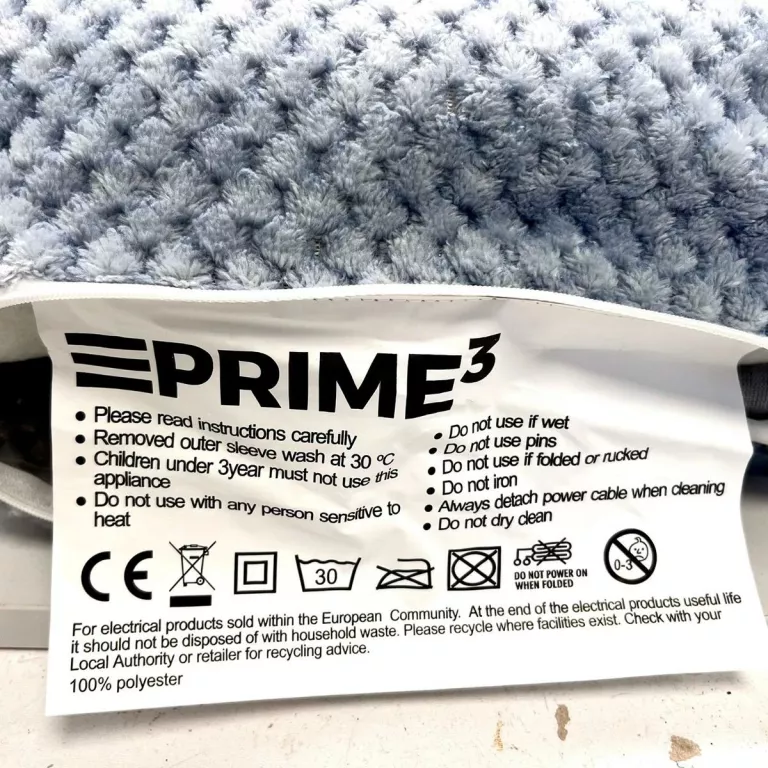 PRIME³
• Please read instructions carefully
• Removed outer sleeve wash at 30 ºC
• Children under 3year must not use this
appliance
• Do not use with any person sensitive to
heat
• Do not use if wet
• Do not use pins
• Do not use if folded or rucked
• Do not iron
• Always detach power cable when cleaning
• Do not dry clean
CE
30
DO NOT POWER ON
WHEN FOLDED
0-3
For electrical products sold within the European Community. At the end of the electrical products useful life
it should not be disposed of with household waste. Please recycle where facilities exist. Check with your
Local Authority or retailer for recycling advice.
100% polyester